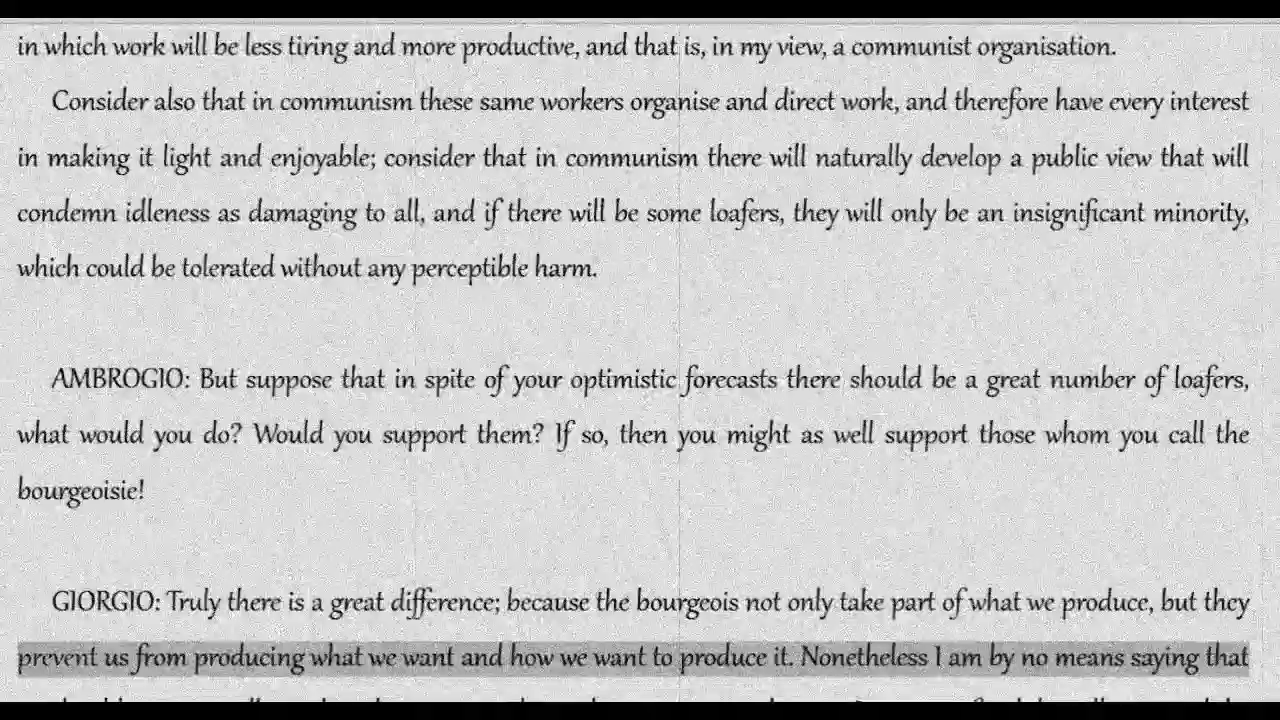 in which work will be less tiring and more productive, and that is, in my view, a communist organisation.
Consider also that in communism these same workers organise and direct work, and therefore have every interest
in making it light and enjoyable; consider that in communism there will naturally develop a public view that will
condemn idleness as damaging to all, and if there will be some loafers, they will only be an insignificant minority,
which could be tolerated without any perceptible harm.
AMBROGIO: But suppose that in spite of your optimistic forecasts there should be a great number of loafers,
what would you do? Would you support them? If so, then you might as well support those whom you call the
bourgeoisie!
GIORGIO: Truly there is a great difference; because the bourgeois not only take part of what we produce, but they
prevent us from producing what we want and how we want to produce it. Nonetheless I am by no means saying that